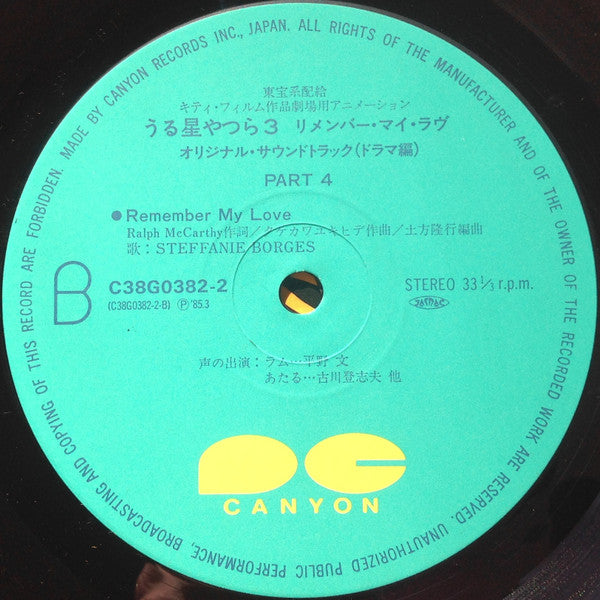 MADE BY CANYON RECORDS INC., JAPAN. ALL RIGHTS OF THE MANUFACTURER AND OF THE OWNER OF THE RECORDED WORK ARE RESERVED. UNAUTHORIZED PUBLIC PERFORMANCE, BROADCASTING AND COPYING OF THIS RECORD ARE FORBIDDEN.
東宝系配給
キティ・フィルム作品劇場用アニメーション
うる星やつら3 リメンバー・マイ・ラヴ
オリジナル・サウンドトラック(ドラマ編)
PART 4
●Remember My Love
Ralph McCarthy作詞/タケカワユキヒデ作曲/土方隆行編曲
歌:STEFFANIE BORGES
B
C38G0382-2
(C38G0382-2-B) Ⓟ'85.3
STEREO 33 1/3 r.p.m.
声の出演:ラム…平野 文
あたる…古川登志夫 他
CANYON